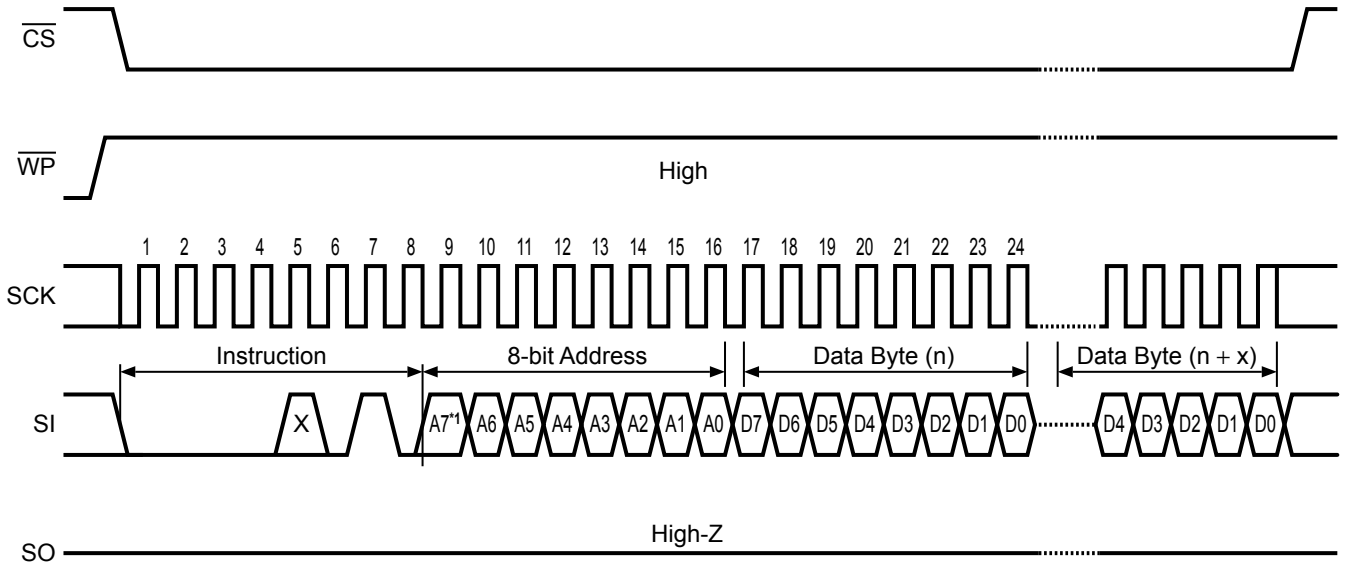 CS
WP
High
1 2 3 4 5 6 7 8 9 10 11 12 13 14 15 16 17 18 19 20 21 22 23 24
SCK
Instruction 8-bit Address Data Byte (n) Data Byte (n + x)
SI X A7*1 A6 A5 A4 A3 A2 A1 A0 D7 D6 D5 D4 D3 D2 D1 D0 D4 D3 D2 D1 D0
High-Z
SO